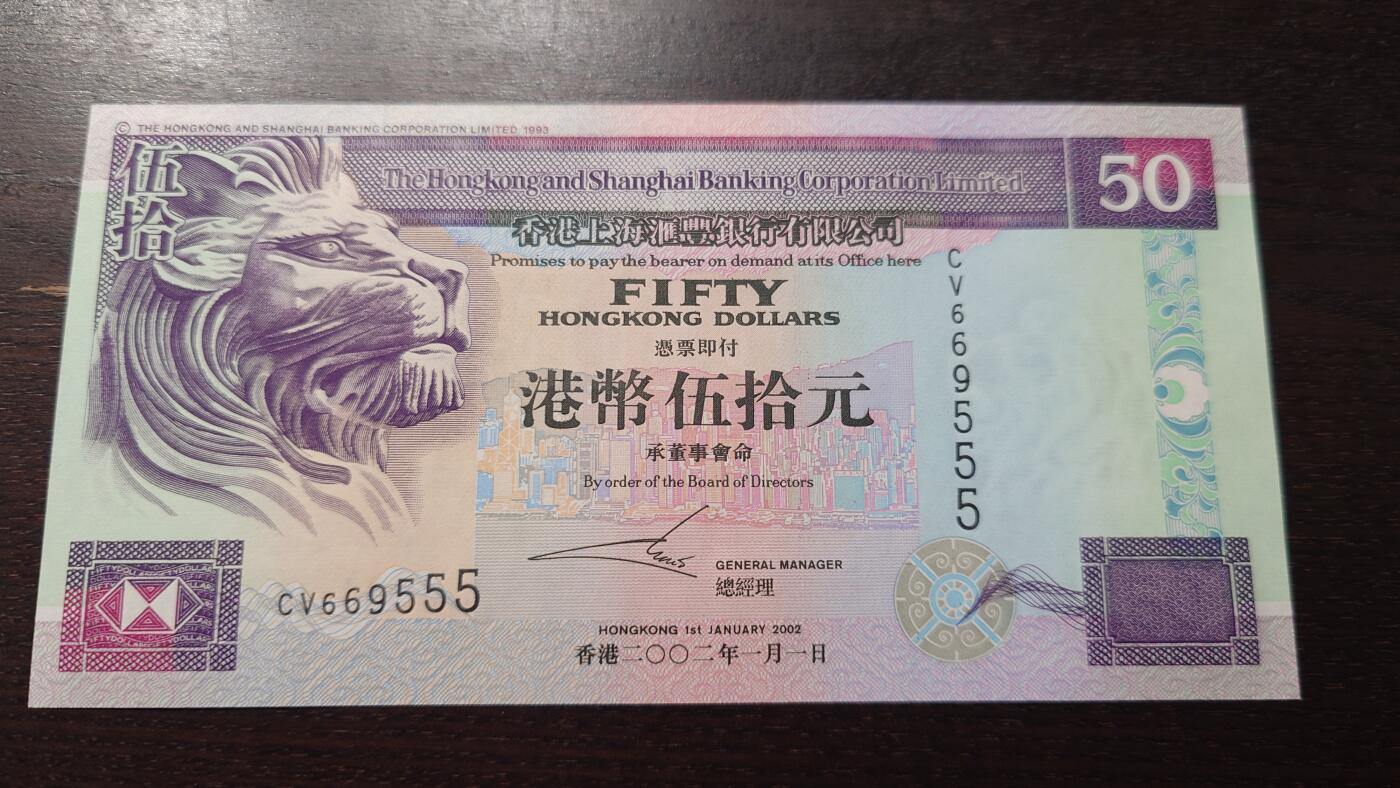 © THE HONGKONG AND SHANGHAI BANKING CORPORATION LIMITED 1993
伍拾
The Hongkong and Shanghai Banking Corporation Limited
50
香港上海滙豐銀行有限公司
Promises to pay the bearer on demand at its Office here
FIFTY
HONGKONG DOLLARS
憑票即付
港幣伍拾元
承董事會命
By order of the Board of Directors
CV669555
GENERAL MANAGER
總經理
CV669555
HONGKONG 1st JANUARY 2002
香港二〇〇二年一月一日